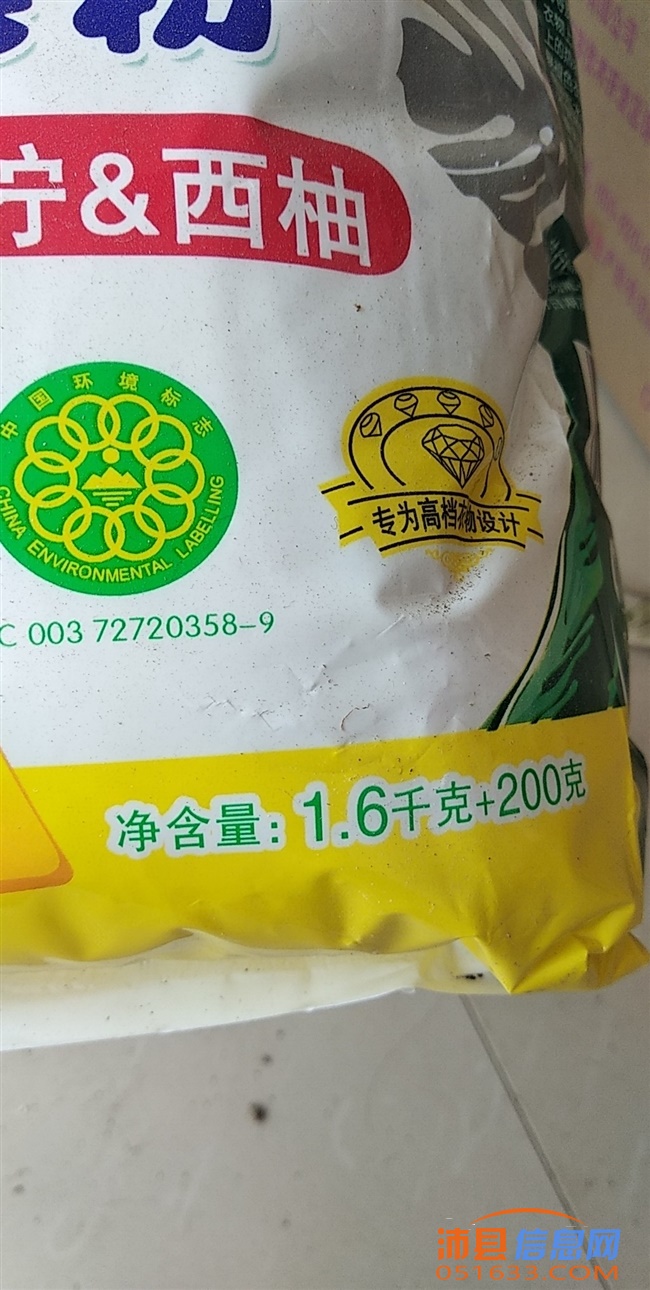 粉
柠&西柚
中国环境标志
CHINA ENVIRONMENTAL LABELLING
专为高档衣物设计
C 003 72720358-9
净含量: 1.6千克+200克
沛县信息网
051633.COM